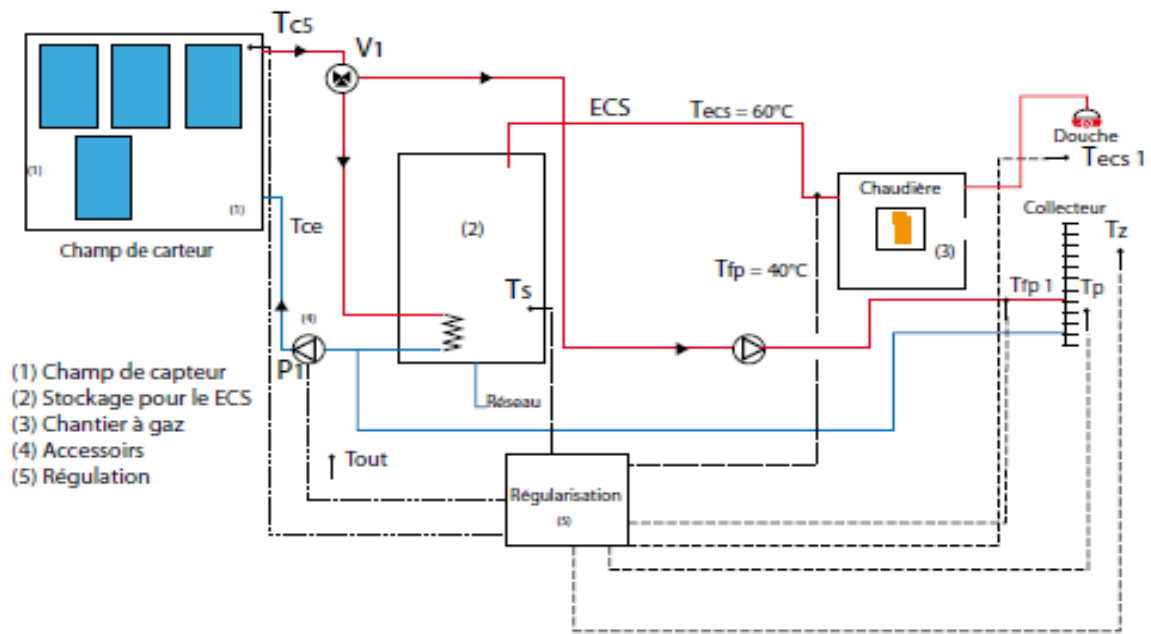 Tc5
V1
ECS
Tecs = 60°C
Douche
Tecs 1
(1)
(1)
Tce
Champ de carteur
(2)
Chaudière
(3)
Collecteur
Tz
Tfp = 40°C
Ts
Tfp 1
Tp
(4)
P1
Réseau
(1) Champ de capteur
(2) Stockage pour le ECS
(3) Chantier à gaz
(4) Accessoirs
(5) Régulation
Tout
Régularisation
(5)